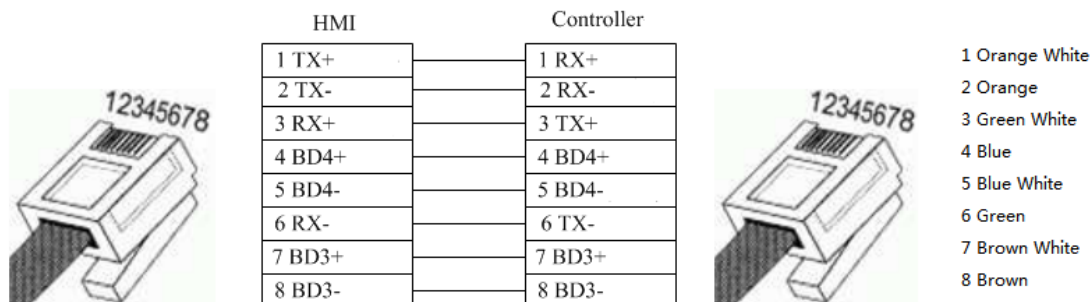 HMI
Controller
12345678
1 TX+
1 RX+
2 TX-
2 RX-
3 RX+
3 TX+
4 BD4+
4 BD4+
5 BD4-
5 BD4-
6 RX-
6 TX-
7 BD3+
7 BD3+
8 BD3-
8 BD3-
12345678
1 Orange White
2 Orange
3 Green White
4 Blue
5 Blue White
6 Green
7 Brown White
8 Brown